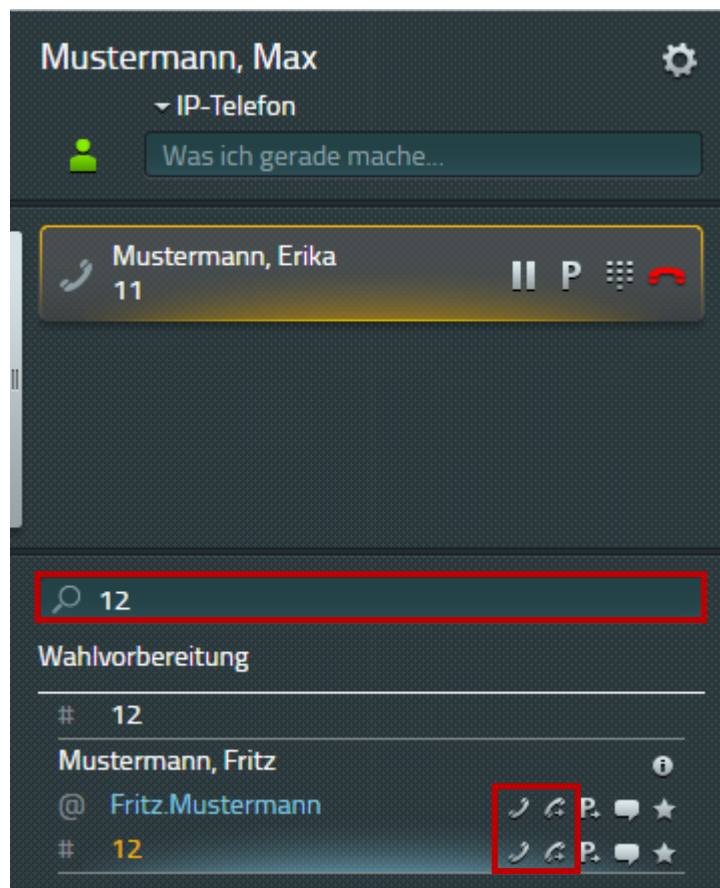 Mustermann, Max
IP-Telefon
Was ich gerade mache...
Mustermann, Erika
11
P
12
Wahlvorbereitung
# 12
Mustermann, Fritz
@ Fritz.Mustermann P.
# 12 P.